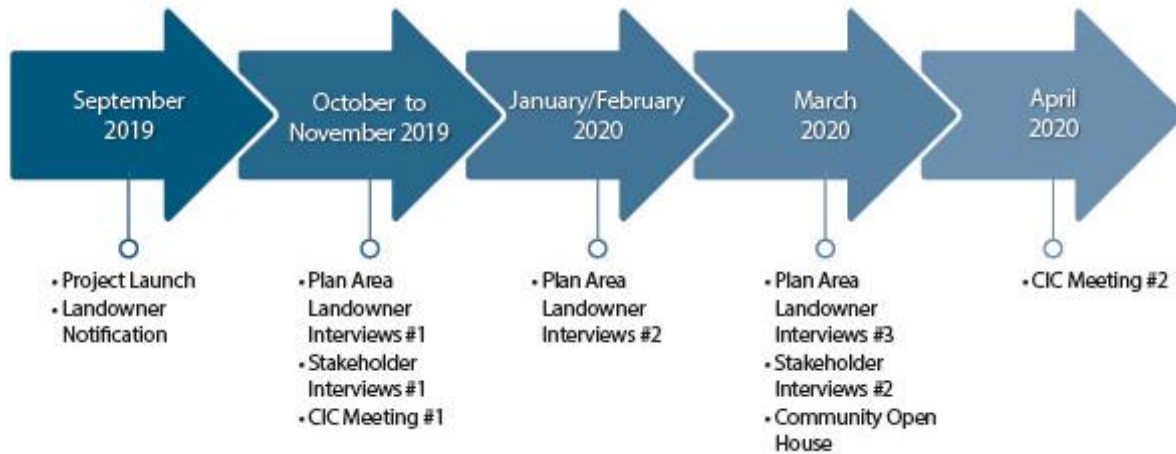 September
2019
October to
November 2019
January/February
2020
March
2020
April
2020
• Project Launch
• Landowner
Notification
• Plan Area
Landowner
Interviews #1
• Stakeholder
Interviews #1
• CIC Meeting #1
• Plan Area
Landowner
Interviews #2
• Plan Area
Landowner
Interviews #3
• Stakeholder
Interviews #2
• Community Open
House
• CIC Meeting #2